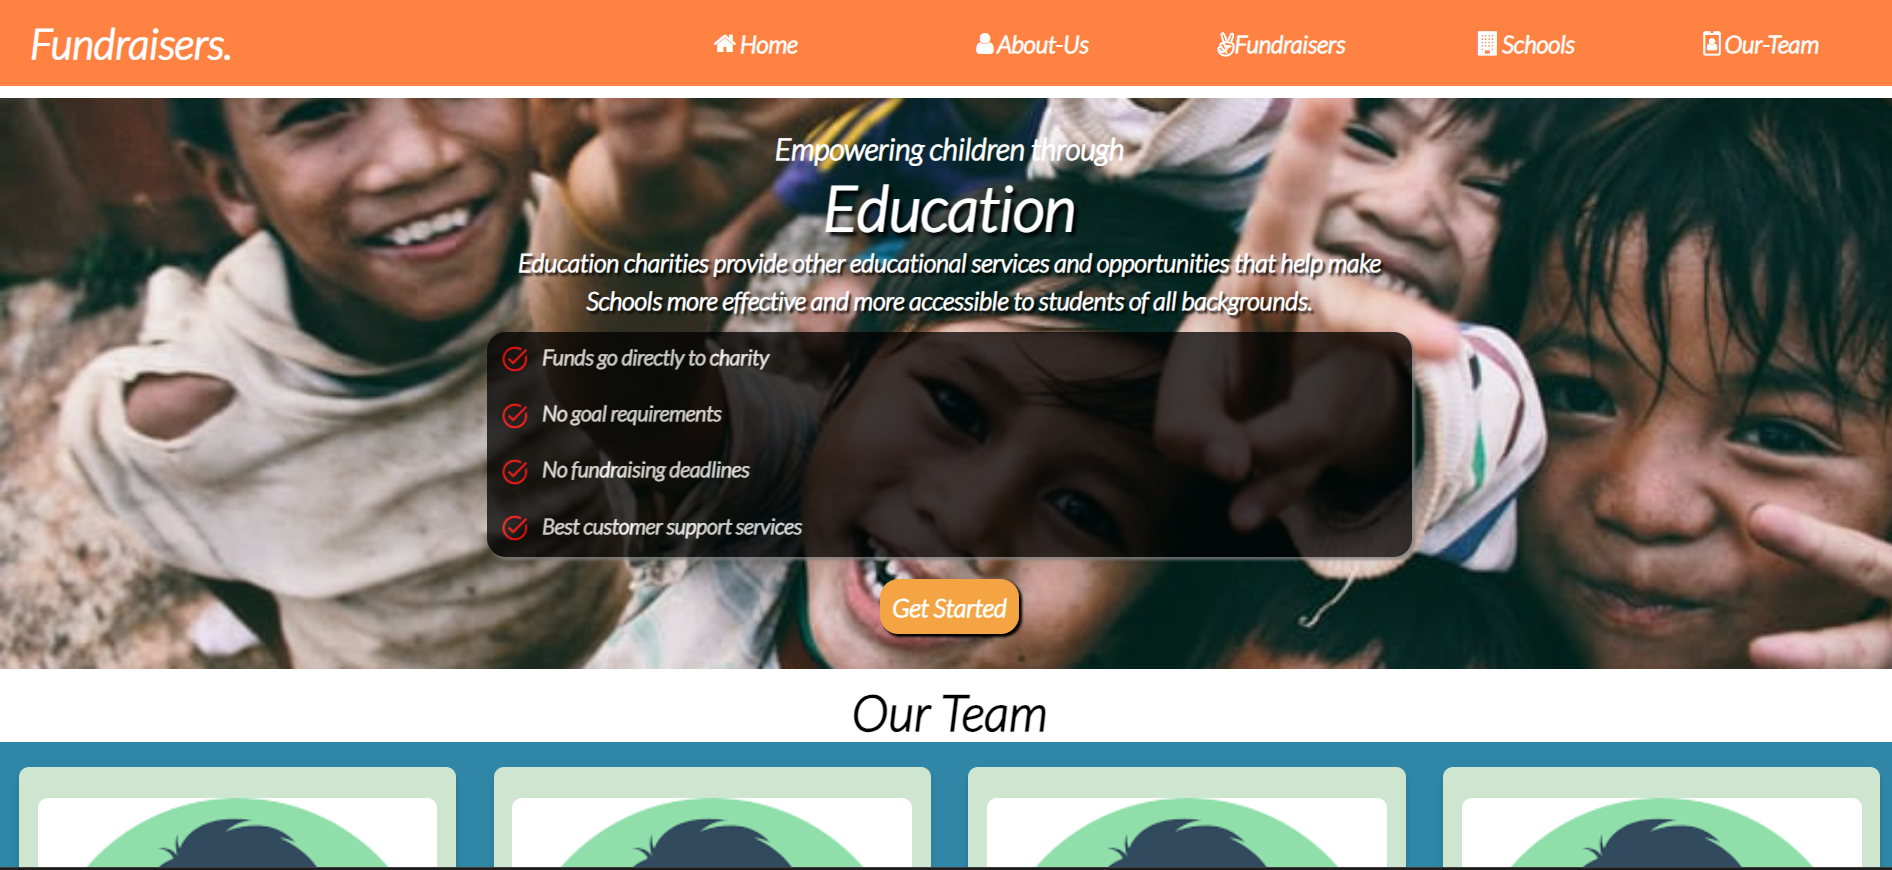 Fundraisers.
Home About-Us Fundraisers Schools Our-Team
Empowering children through
Education
Education charities provide other educational services and opportunities that help make
Schools more effective and more accessible to students of all backgrounds.
Funds go directly to charity
No goal requirements
No fundraising deadlines
Best customer support services
Get Started
Our Team